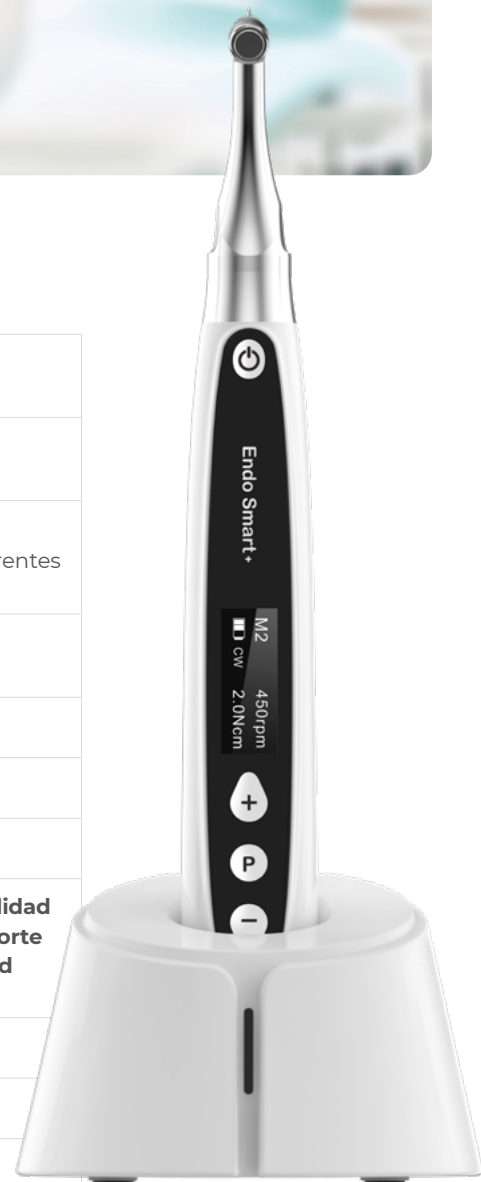 rentes
lidad
orte
d
Endo Smart+
M2 450rpm
CW 2.0Ncm
+
P
−